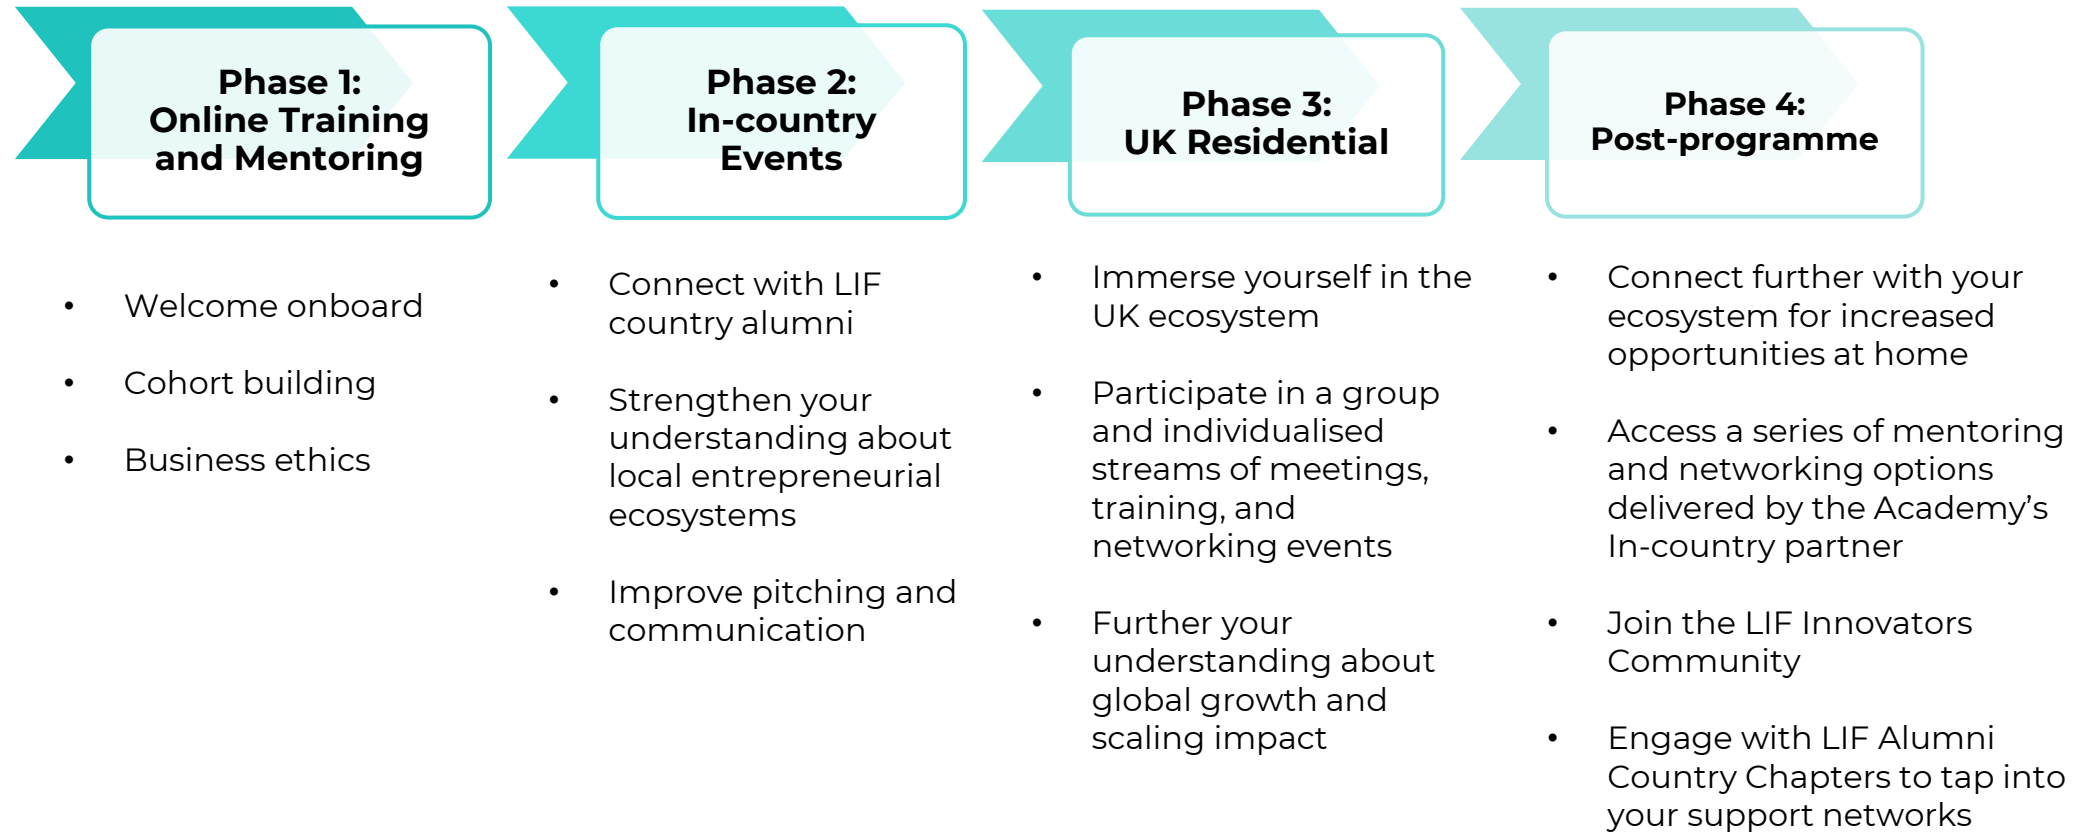 Phase 1:
Online Training
and Mentoring
• Welcome onboard
• Cohort building
• Business ethics
Phase 2:
In-country
Events
• Connect with LIF
country alumni
• Strengthen your
understanding about
local entrepreneurial
ecosystems
• Improve pitching and
communication
Phase 3:
UK Residential
• Immerse yourself in the
UK ecosystem
• Participate in a group
and individualised
streams of meetings,
training, and
networking events
• Further your
understanding about
global growth and
scaling impact
Phase 4:
Post-programme
• Connect further with your
ecosystem for increased
opportunities at home
• Access a series of mentoring
and networking options
delivered by the Academy’s
In-country partner
• Join the LIF Innovators
Community
• Engage with LIF Alumni
Country Chapters to tap into
your support networks